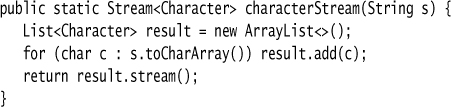 public static Stream<Character> characterStream(String s) {
   List<Character> result = new ArrayList<>();
   for (char c : s.toCharArray()) result.add(c);
   return result.stream();
}